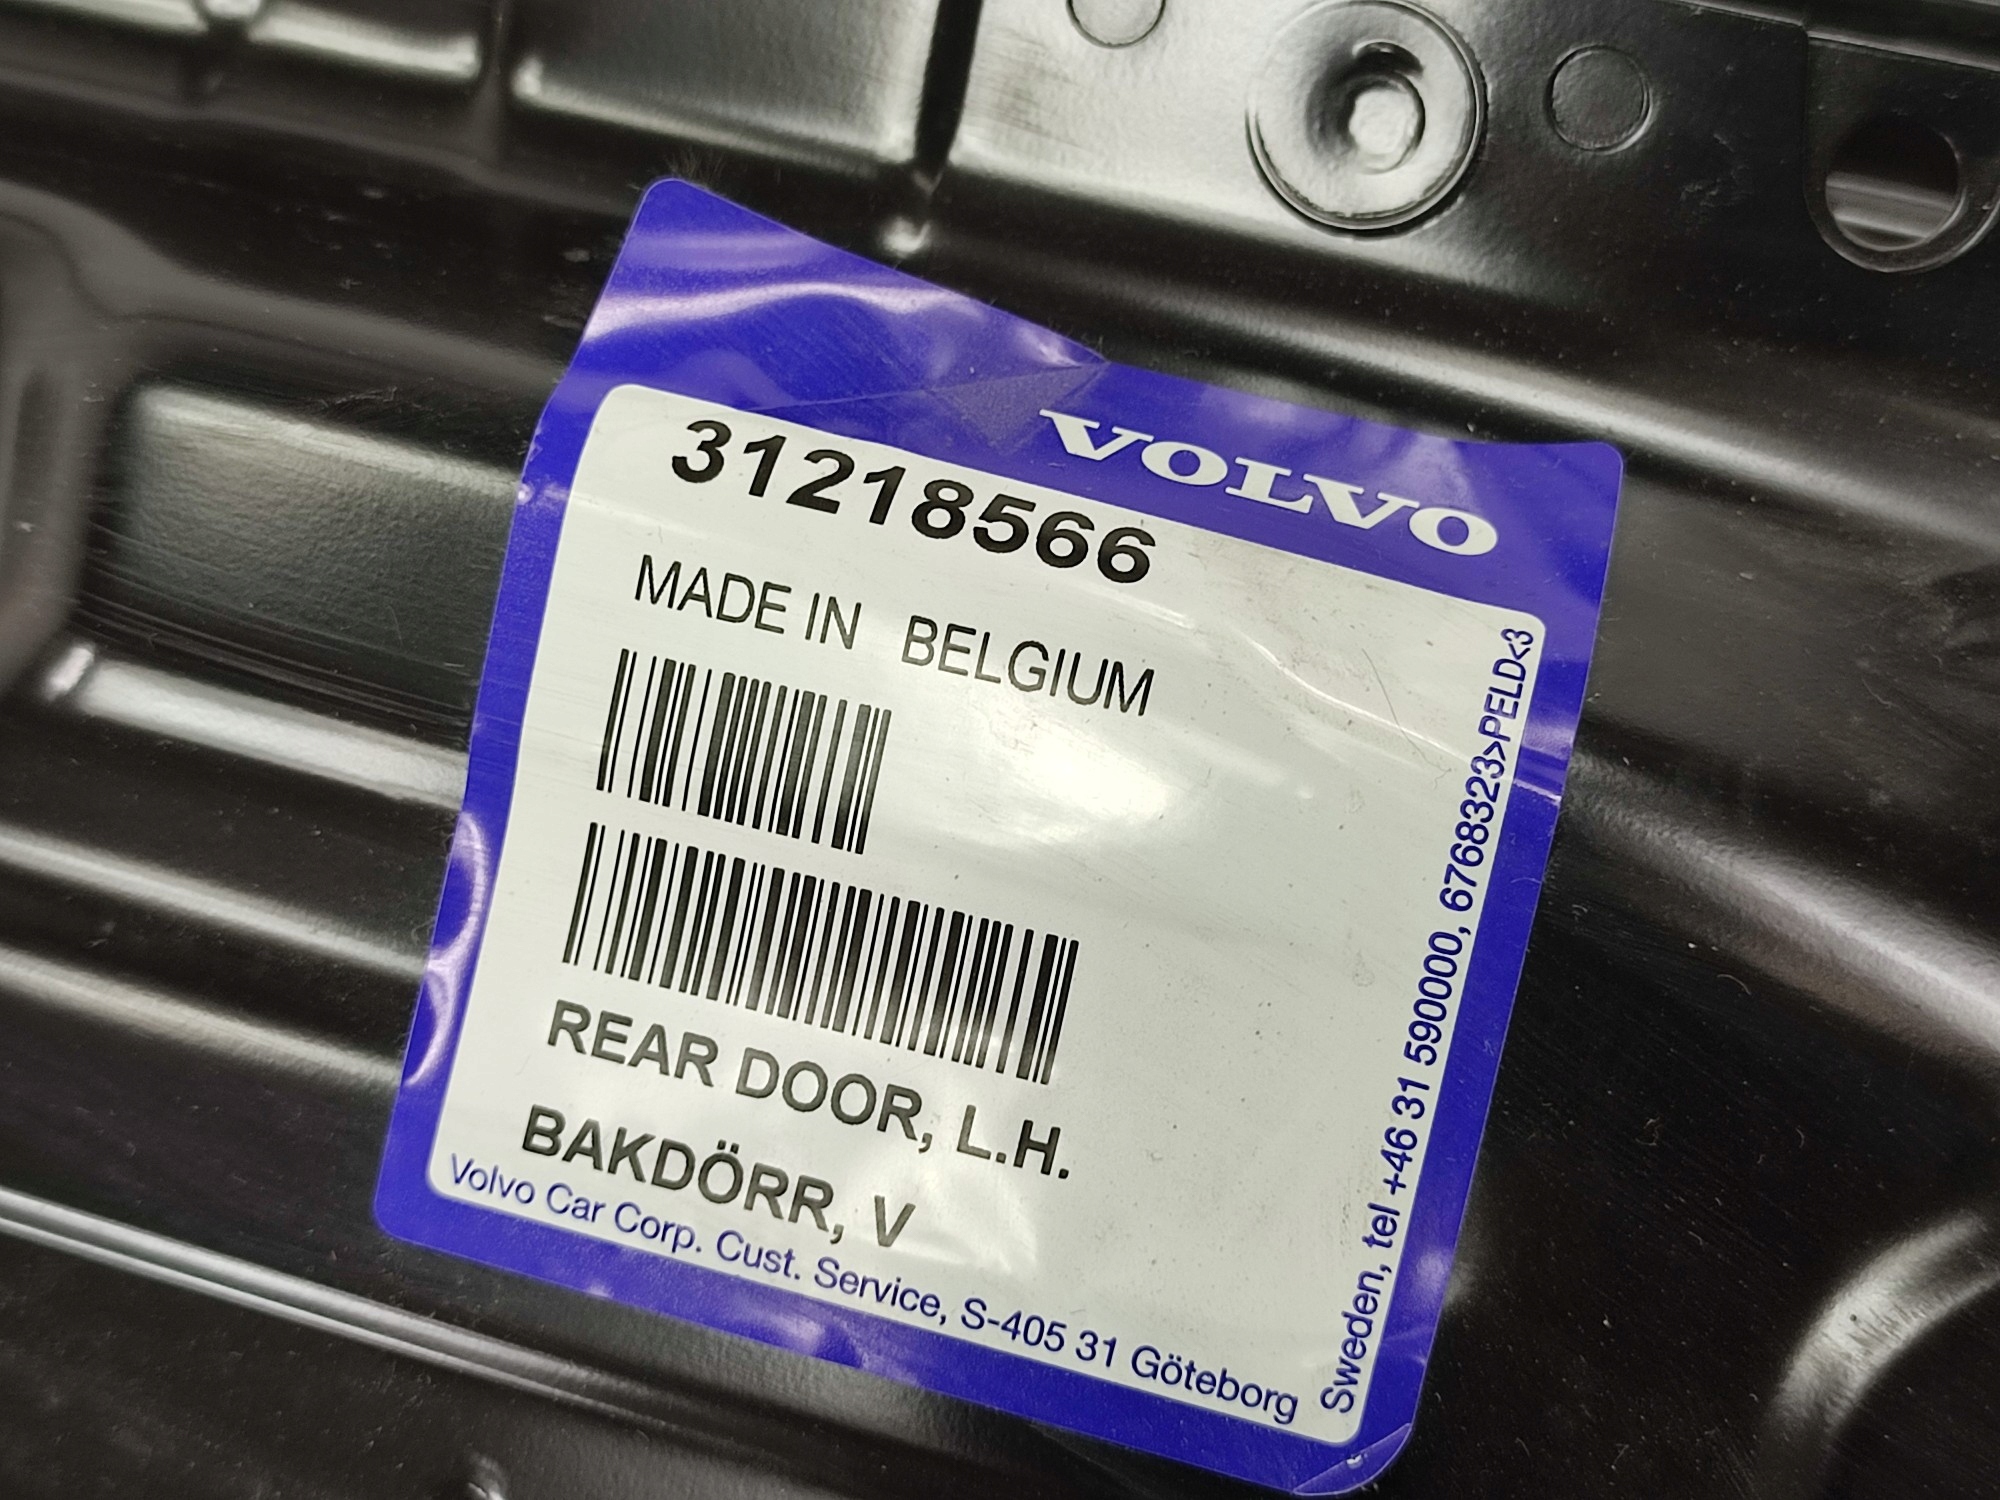 VOLVO
31218566
MADE IN BELGIUM
REAR DOOR, L.H.
BAKDÖRR, V
Volvo Car Corp. Cust. Service, S-405 31 Göteborg
Sweden, tel +46 31 590000, 6768323>PELD<3